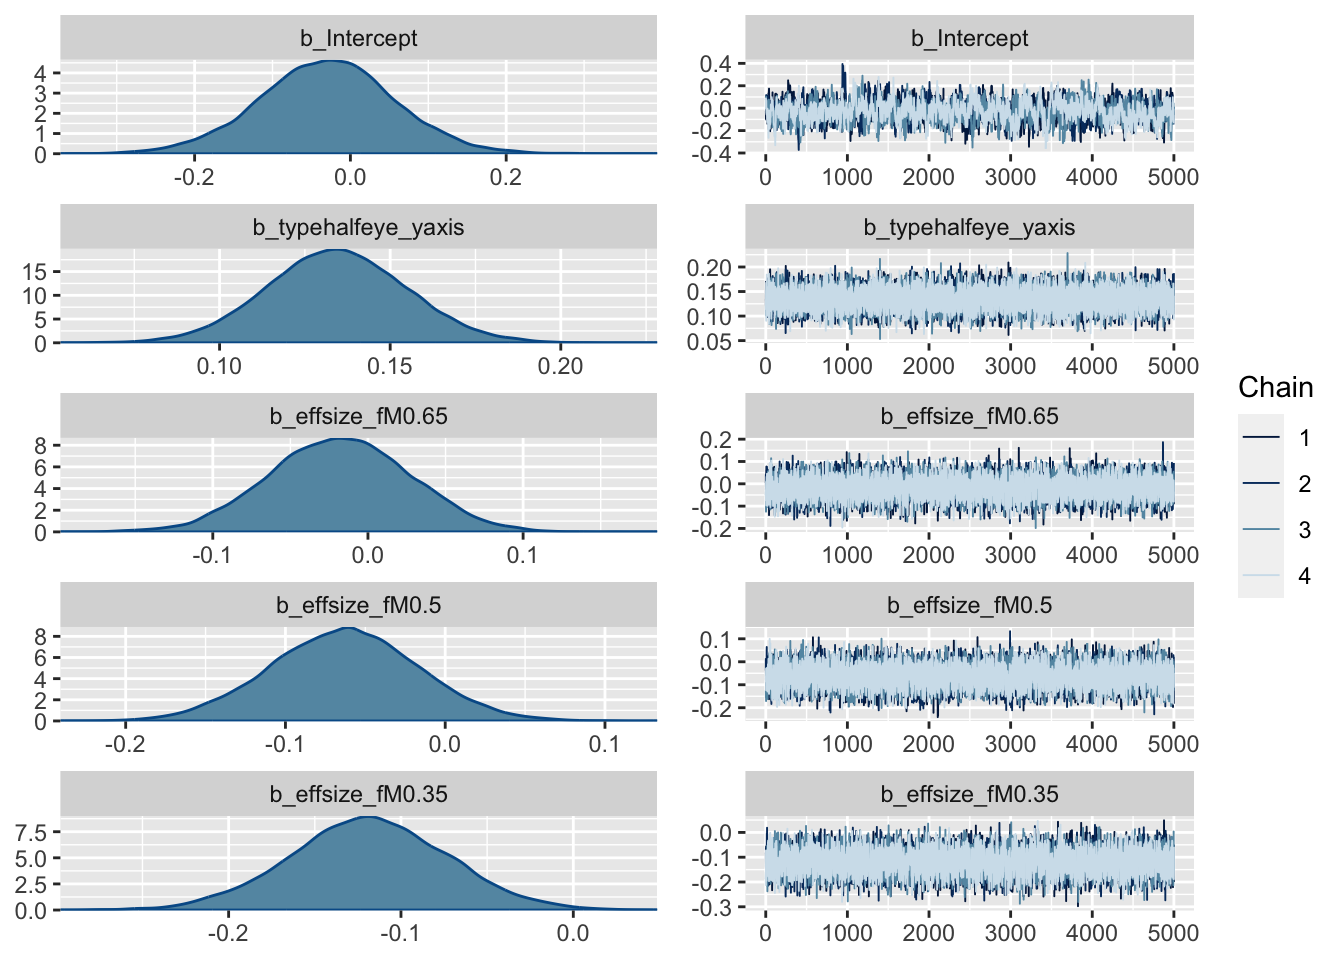 b_Intercept
4
3
2
1
0
-0.2 0.0 0.2
b_Intercept
0.4
0.2
0.0
-0.2
-0.4
0 1000 2000 3000 4000 5000
b_typehalfeye_yaxis
15
10
5
0
0.10 0.15 0.20
b_typehalfeye_yaxis
0.20
0.15
0.10
0.05
0 1000 2000 3000 4000 5000
b_effsize_fM0.65
8
6
4
2
0
-0.1 0.0 0.1
b_effsize_fM0.65
0.2
0.1
0.0
-0.1
-0.2
0 1000 2000 3000 4000 5000
b_effsize_fM0.5
8
6
4
2
0
-0.2 -0.1 0.0 0.1
b_effsize_fM0.5
0.1
0.0
-0.1
-0.2
0 1000 2000 3000 4000 5000
b_effsize_fM0.35
7.5
5.0
2.5
0.0
-0.2 -0.1 0.0
b_effsize_fM0.35
0.0
-0.1
-0.2
-0.3
0 1000 2000 3000 4000 5000
Chain
1
2
3
4